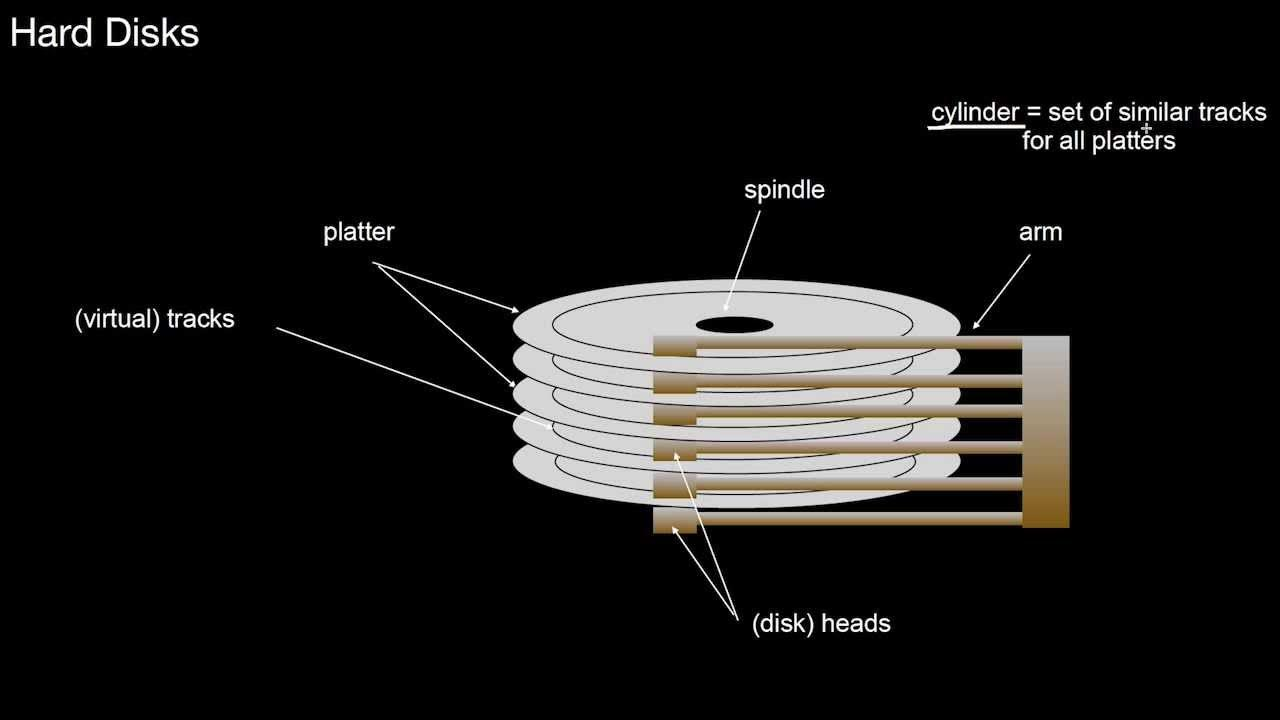 Hard Disks
cylinder = set of similar tracks
for all platters
spindle
platter
arm
(virtual) tracks
(disk) heads